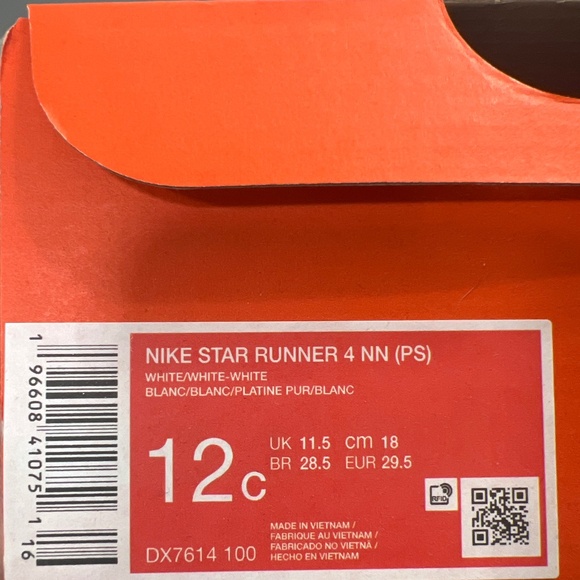 NIKE STAR RUNNER 4 NN (PS)
WHITE/WHITE-WHITE
BLANC/BLANC/PLATINE PUR/BLANC
12C
UK 11.5 cm 18
BR 28.5 EUR 29.5
RFID
MADE IN VIETNAM/
FABRIQUE AU VIETNAM/
FABRICADO NO VIETNÃ/
HECHO EN VIETNAM
DX7614 100
1 96608 41075 1 16